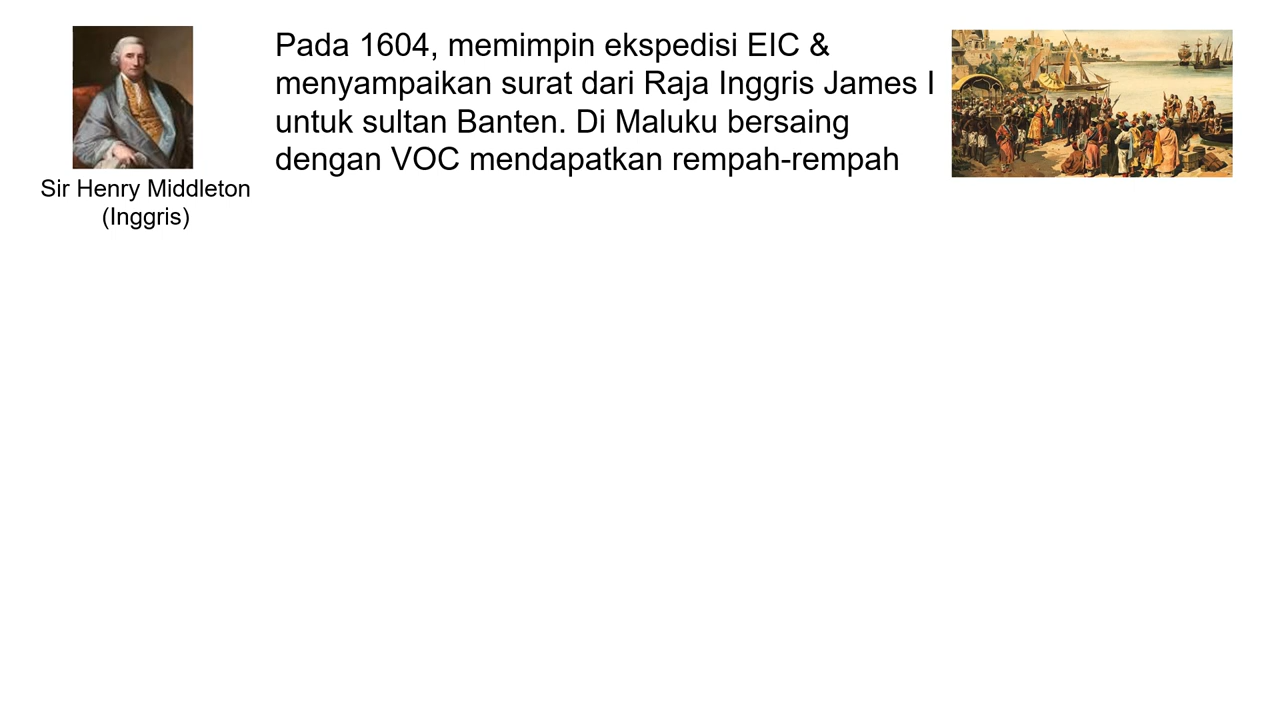 Pada 1604, memimpin ekspedisi EIC &
menyampaikan surat dari Raja Inggris James I
untuk sultan Banten. Di Maluku bersaing
dengan VOC mendapatkan rempah-rempah
Sir Henry Middleton
(Inggris)